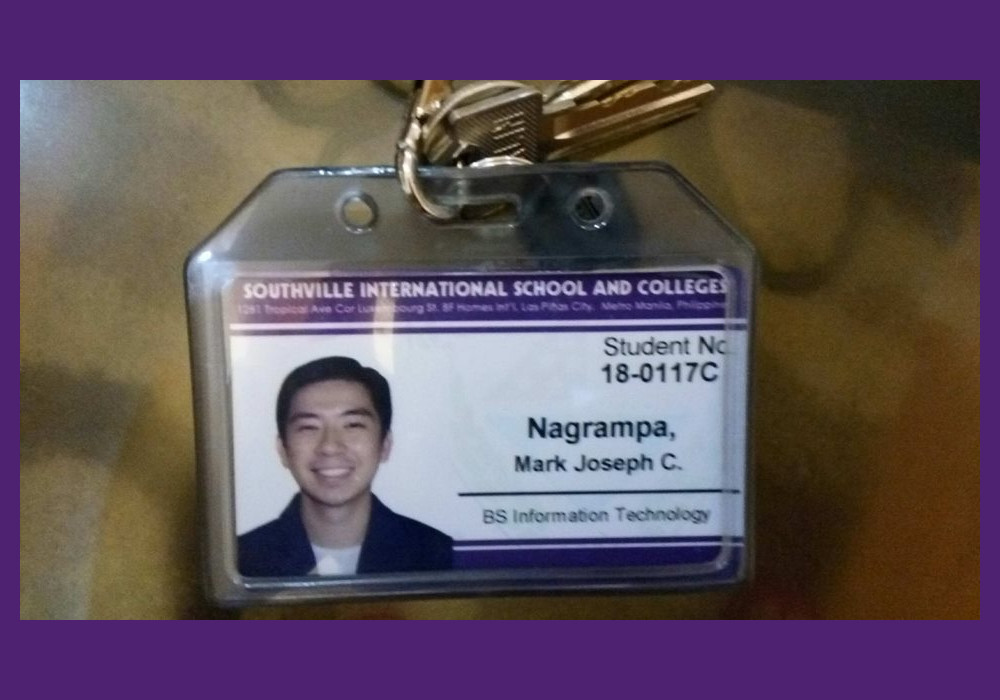 SOUTHVILLE INTERNATIONAL SCHOOL AND COLLEGES
1281 Tropical Ave Cor Luxembourg St. BF Homes Int'l, Las Piñas City, Metro Manila, Philippin
Student No.
18-0117C
Nagrampa,
Mark Joseph C.
BS Information Technology